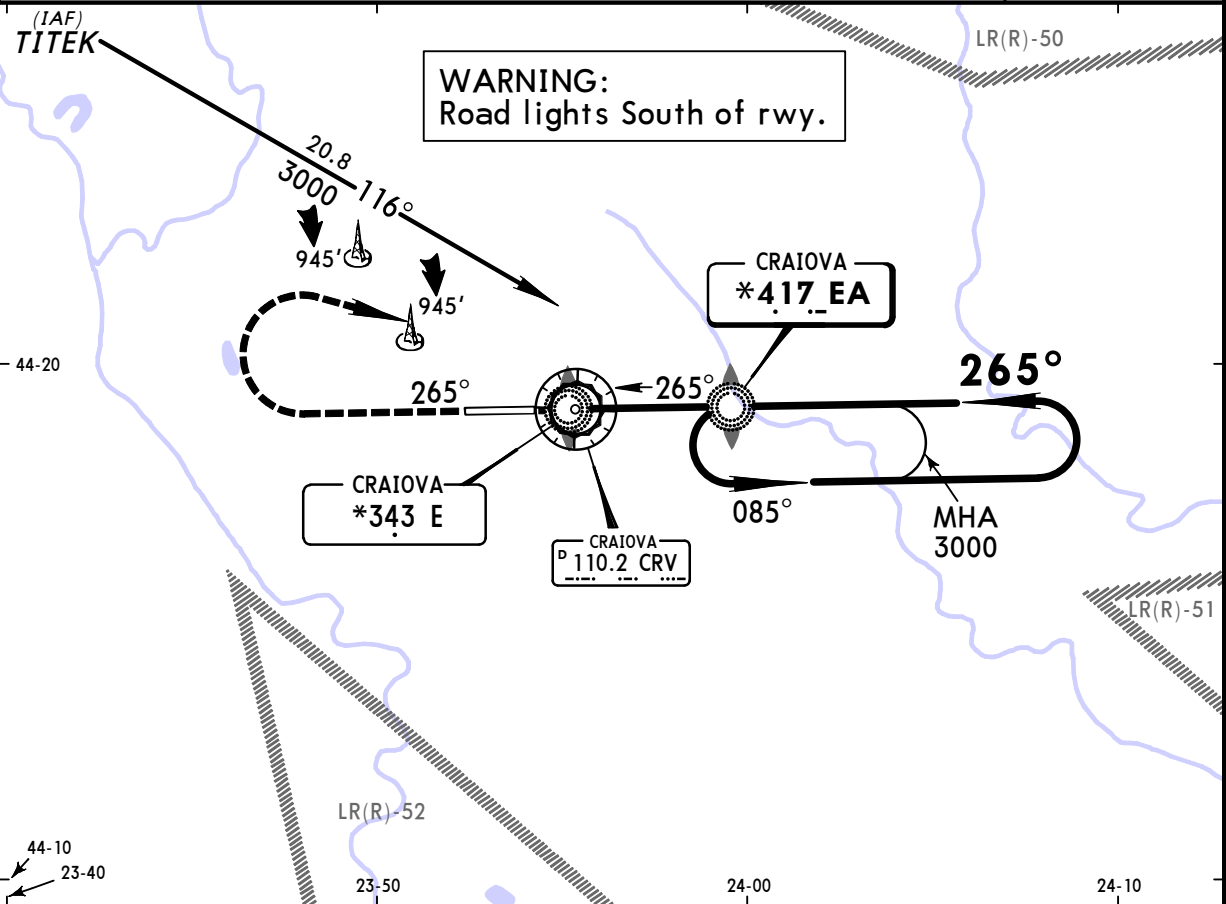 (IAF)
TITEK
LR(R)-50
WARNING:
Road lights South of rwy.
20.8
3000
116°
945'
945'
CRAIOVA
*417 EA
44-20
265°
265°
265°
CRAIOVA
*343 E
085°
MHA
3000
CRAIOVA
D 110.2 CRV
LR(R)-51
LR(R)-52
44-10
23-40
23-50
24-00
24-10